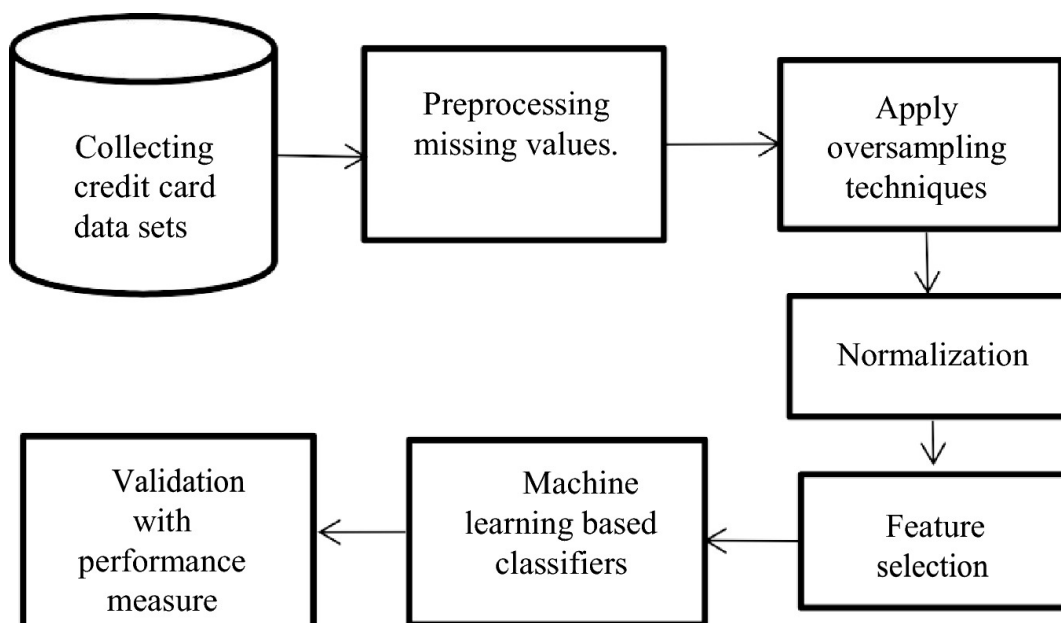 Collecting
credit card
data sets
Preprocessing
missing values.
Apply
oversampling
techniques
Normalization
Feature
selection
Machine
learning based
classifiers
Validation
with
performance
measure